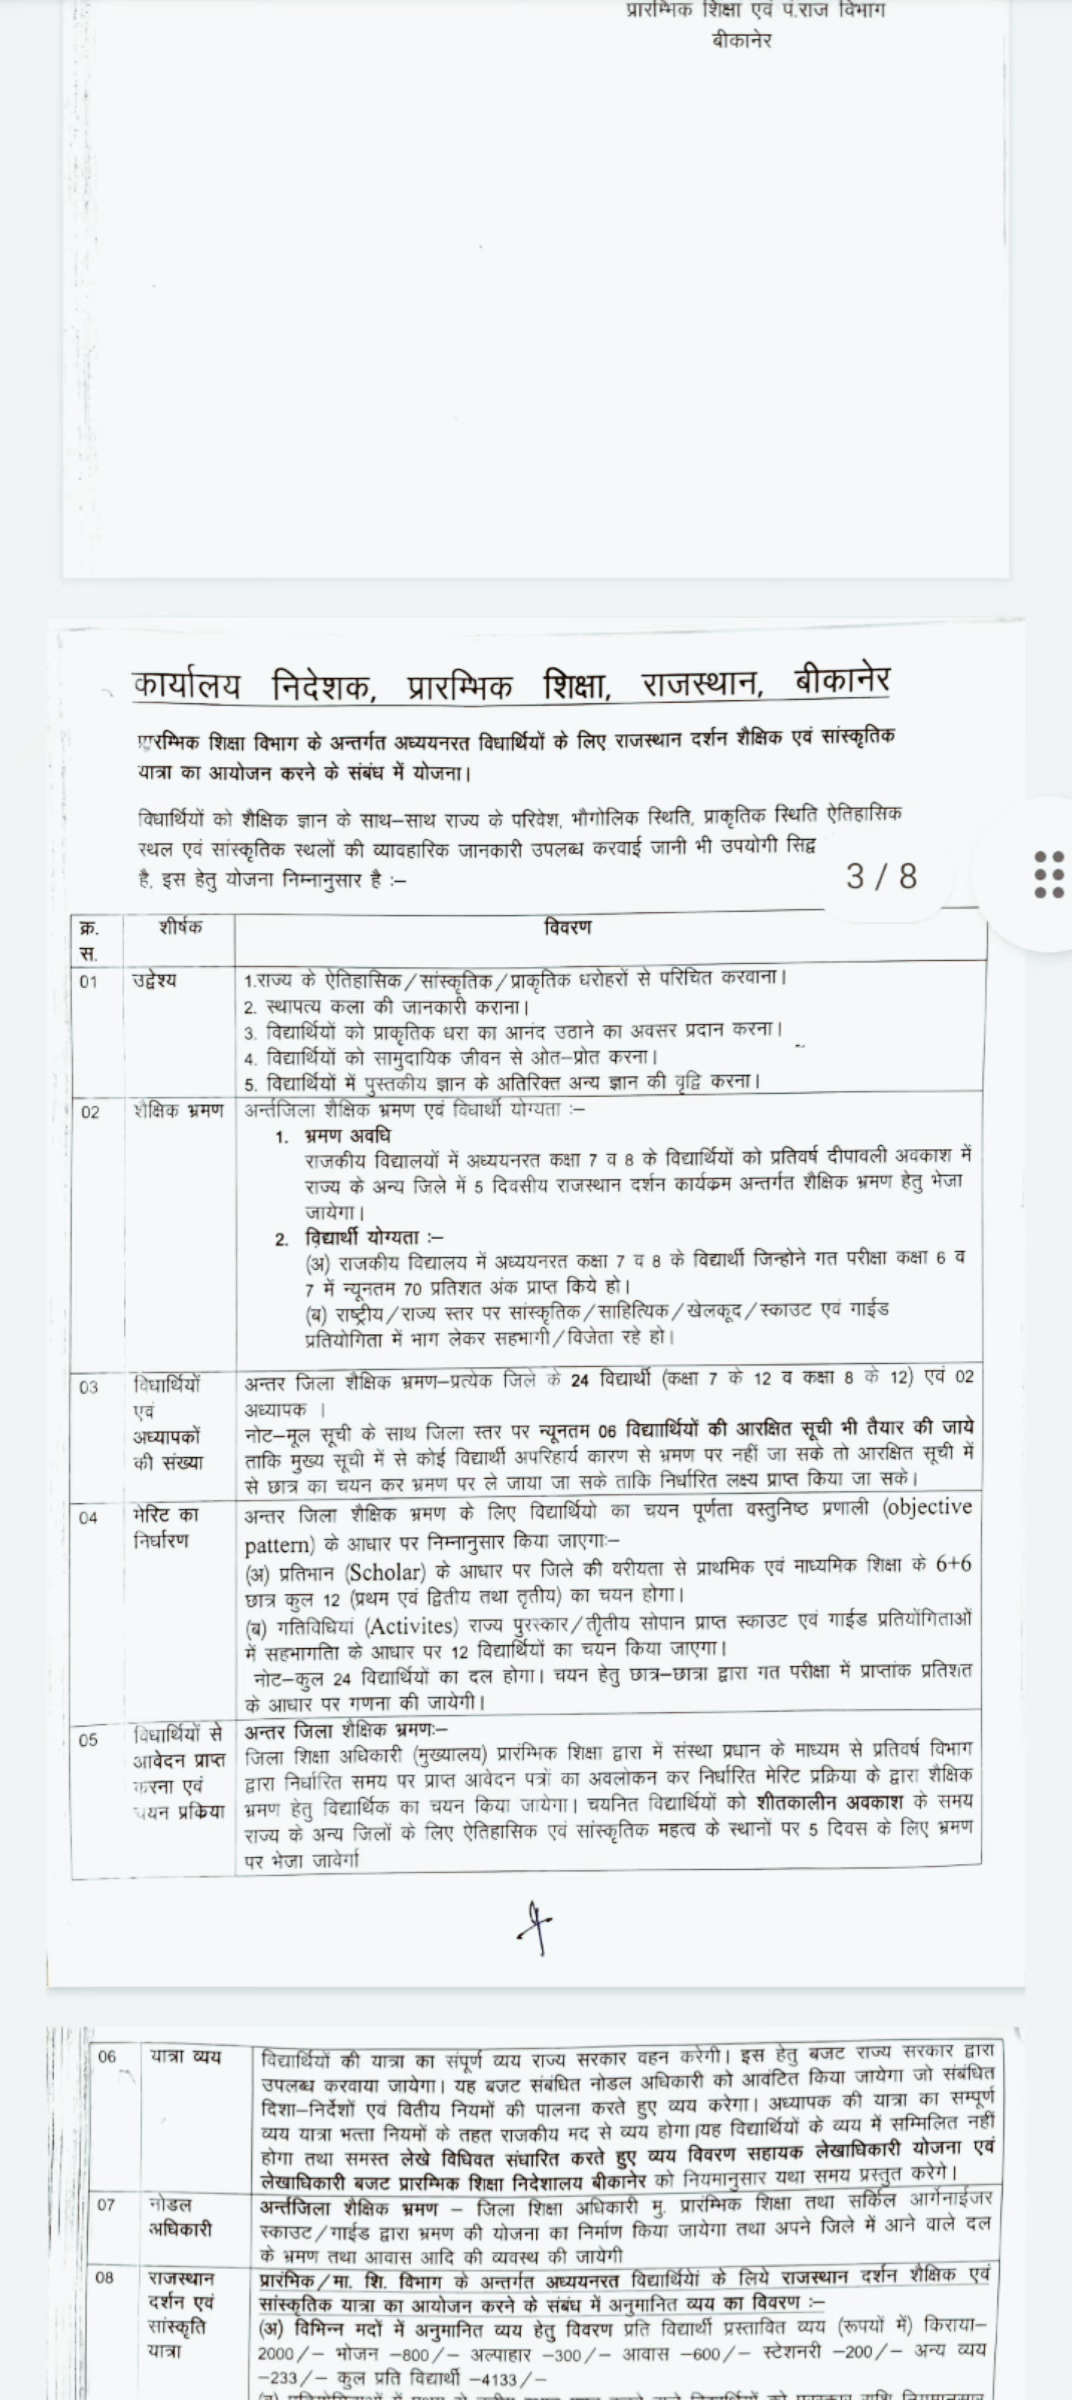 प्रारम्भिक शिक्षा एवं पं.राज विभाग
बीकानेर
कार्यालय निदेशक, प्रारम्भिक शिक्षा, राजस्थान, बीकानेर
प्रारम्भिक शिक्षा विभाग के अन्तर्गत अध्ययनरत विधार्थियों के लिए राजस्थान दर्शन शैक्षिक एवं सांस्कृतिक
यात्रा का आयोजन करने के संबंध में योजना।
विधार्थियों को शैक्षिक ज्ञान के साथ–साथ राज्य के परिवेश, भौगोलिक स्थिति, प्राकृतिक स्थिति ऐतिहासिक
स्थल एवं सांस्कृतिक स्थलों की व्यावहारिक जानकारी उपलब्ध करवाई जानी भी उपयोगी सिद्व
है, इस हेतु योजना निम्नानुसार है :–
3 / 8
क्र. शीर्षक विवरण
स.
01 उद्वेश्य 1.राज्य के ऐतिहासिक/सांस्कृतिक/प्राकृतिक धरोहरों से परिचित करवाना।
2. स्थापत्य कला की जानकारी कराना।
3. विद्यार्थियों को प्राकृतिक धरा का आनंद उठाने का अवसर प्रदान करना।
4. विद्यार्थियों को सामुदायिक जीवन से ओत–प्रोत करना।
5. विद्यार्थियों में पुस्तकीय ज्ञान के अतिरिक्त अन्य ज्ञान की वृद्वि करना।
02 शैक्षिक भ्रमण अर्न्तजिला शैक्षिक भ्रमण एवं विधार्थी योग्यता :–
1. भ्रमण अवधि
राजकीय विद्यालयों में अध्ययनरत कक्षा 7 व 8 के विद्यार्थियों को प्रतिवर्ष दीपावली अवकाश में
राज्य के अन्य जिले में 5 दिवसीय राजस्थान दर्शन कार्यकम अन्तर्गत शैक्षिक भ्रमण हेतु भेजा
जायेगा।
2. विद्यार्थी योग्यता :–
(अ) राजकीय विद्यालय में अध्ययनरत कक्षा 7 व 8 के विद्यार्थी जिन्होने गत परीक्षा कक्षा 6 व
7 में न्यूनतम 70 प्रतिशत अंक प्राप्त किये हो।
(ब) राष्ट्रीय/राज्य स्तर पर सांस्कृतिक/साहित्यिक/खेलकूद/स्काउट एवं गाईड
प्रतियोगिता में भाग लेकर सहभागी/विजेता रहे हो।
03 विधार्थियों अन्तर जिला शैक्षिक भ्रमण–प्रत्येक जिले के 24 विद्यार्थी (कक्षा 7 के 12 व कक्षा 8 के 12) एवं 02
एवं अध्यापक ।
अध्यापकों नोट–मूल सूची के साथ जिला स्तर पर न्यूनतम 06 विद्याार्थियों की आरक्षित सूची भी तैयार की जाये
की संख्या ताकि मुख्य सूची में से कोई विद्यार्थी अपरिहार्य कारण से भ्रमण पर नहीं जा सके तो आरक्षित सूची में
से छात्र का चयन कर भ्रमण पर ले जाया जा सके ताकि निर्धारित लक्ष्य प्राप्त किया जा सके।
04 मेरिट का अन्तर जिला शैक्षिक भ्रमण के लिए विद्यार्थियो का चयन पूर्णता वस्तुनिष्ठ प्रणाली (objective
निर्धारण pattern) के आधार पर निम्नानुसार किया जाएगाः–
(अ) प्रतिभान (Scholar) के आधार पर जिले की वरीयता से प्राथमिक एवं माध्यमिक शिक्षा के 6+6
छात्र कुल 12 (प्रथम एवं द्वितीय तथा तृतीय) का चयन होगा।
(ब) गतिविधियां (Activites) राज्य पुरस्कार/तृीतीय सोपान प्राप्त स्काउट एवं गाईड प्रतियोंगिताओं
में सहभागतिा के आधार पर 12 विद्यार्थियों का चयन किया जाएगा।
नोट–कुल 24 विद्यार्थियों का दल होगा। चयन हेतु छात्र–छात्रा द्वारा गत परीक्षा में प्राप्तांक प्रतिशत
के आधार पर गणना की जायेगी।
05 विधार्थियों से अन्तर जिला शैक्षिक भ्रमणः–
आवेदन प्राप्त जिला शिक्षा अधिकारी (मुख्यालय) प्रारंम्भिक शिक्षा द्वारा में संस्था प्रधान के माध्यम से प्रतिवर्ष विभाग
करना एवं द्वारा निर्धारित समय पर प्राप्त आवेदन पत्रों का अवलोकन कर निर्धारित मेरिट प्रक्रिया के द्वारा शैक्षिक
चयन प्रकिया भ्रमण हेतु विद्यार्थिक का चयन किया जायेगा। चयनित विद्यार्थियों को शीतकालीन अवकाश के समय
राज्य के अन्य जिलों के लिए ऐतिहासिक एवं सांस्कृतिक महत्व के स्थानों पर 5 दिवस के लिए भ्रमण
पर भेजा जावेर्गा
06 यात्रा व्यय विद्यार्थियों की यात्रा का संपूर्ण व्यय राज्य सरकार वहन करेगी। इस हेतु बजट राज्य सरकार द्वारा
उपलब्ध करवाया जायेगा। यह बजट संबंधित नोडल अधिकारी को आवंटित किया जायेगा जो संबंधित
दिशा–निर्देशों एवं वितीय नियमों की पालना करते हुए व्यय करेगा। अध्यापक की यात्रा का सम्पूर्ण
व्यय यात्रा भत्ता नियमों के तहत राजकीय मद से व्यय होगा।यह विद्यार्थियों के व्यय में सम्मिलित नहीं
होगा तथा समस्त लेखे विधिवत संधारित करते हुए व्यय विवरण सहायक लेखाधिकारी योजना एवं
लेखाधिकारी बजट प्रारम्भिक शिक्षा निदेशालय बीकानेर को नियमानुसार यथा समय प्रस्तुत करेगे।
07 नोडल अर्न्तजिला शैक्षिक भ्रमण – जिला शिक्षा अधिकारी मु. प्रारंम्भिक शिक्षा तथा सर्किल आर्गेनाईजर
अधिकारी स्काउट/गाईड द्वारा भ्रमण की योजना का निर्माण किया जायेगा तथा अपने जिले में आने वाले दल
के भ्रमण तथा आवास आदि की व्यवस्थ की जायेगी
08 राजस्थान प्रारंभिक/मा. शि. विभाग के अन्तर्गत अध्ययनरत विद्यार्थियेां के लिये राजस्थान दर्शन शैक्षिक एवं
दर्शन एवं सांस्कृतिक यात्रा का आयोजन करने के संबंध में अनुमानित व्यय का विवरण :–
सांस्कृति (अ) विभिन्न मदों में अनुमानित व्यय हेतु विवरण प्रति विद्यार्थी प्रस्तावित व्यय (रूपयों में) किराया–
यात्रा 2000/– भोजन –800/– अल्पाहार –300/– आवास –600/– स्टेशनरी –200/– अन्य व्यय
–233/– कुल प्रति विद्यार्थी –4133/–